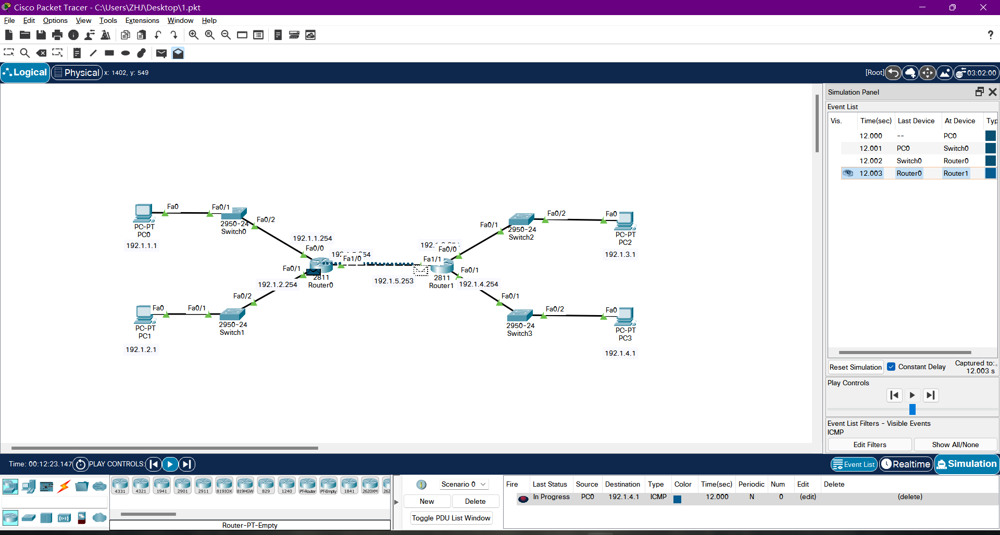 Cisco Packet Tracer - C:\Users\ZHJ\Desktop\1.pkt
File Edit Options View Tools Extensions Window Help
Logical Physical x: 1402, y: 549
[Root] 03:02:00
Simulation Panel
Event List
Vis. Time(sec) Last Device At Device Typ
12.000 -- PC0
12.001 PC0 Switch0
12.002 Switch0 Router0
12.003 Router0 Router1
Fa0
Fa0/1
PC-PT
PC0
192.1.1.1
2950-24
Switch0
Fa0/2
192.1.1.254
Fa0/0
Fa1/0
Fa0/1
192.1.2.254
2811
Router0
192.1.5.253
Fa1/1
Fa0/0
2811
Router1
Fa0/1
192.1.4.254
Fa0/1
2950-24
Switch2
Fa0/2
Fa0
PC-PT
PC2
192.1.3.1
Fa0
Fa0/1
PC-PT
PC1
192.1.2.1
2950-24
Switch1
Fa0/2
Fa0/1
2950-24
Switch3
Fa0/2
Fa0
PC-PT
PC3
192.1.4.1
Reset Simulation Constant Delay Captured to:
12.003 s
Play Controls
Event List Filters - Visible Events
ICMP
Edit Filters Show All/None
Time: 00:12:23.147 PLAY CONTROLS:
Event List Realtime Simulation
4331 4321 1941 2901 2911 819IOX 819HGW 829 1240 PT-Router PT-Empty 1841 2620XM 262
Router-PT-Empty
Scenario 0
New Delete
Toggle PDU List Window
Fire Last Status Source Destination Type Color Time(sec) Periodic Num Edit Delete
In Progress PC0 192.1.4.1 ICMP 12.000 N 0 (edit) (delete)